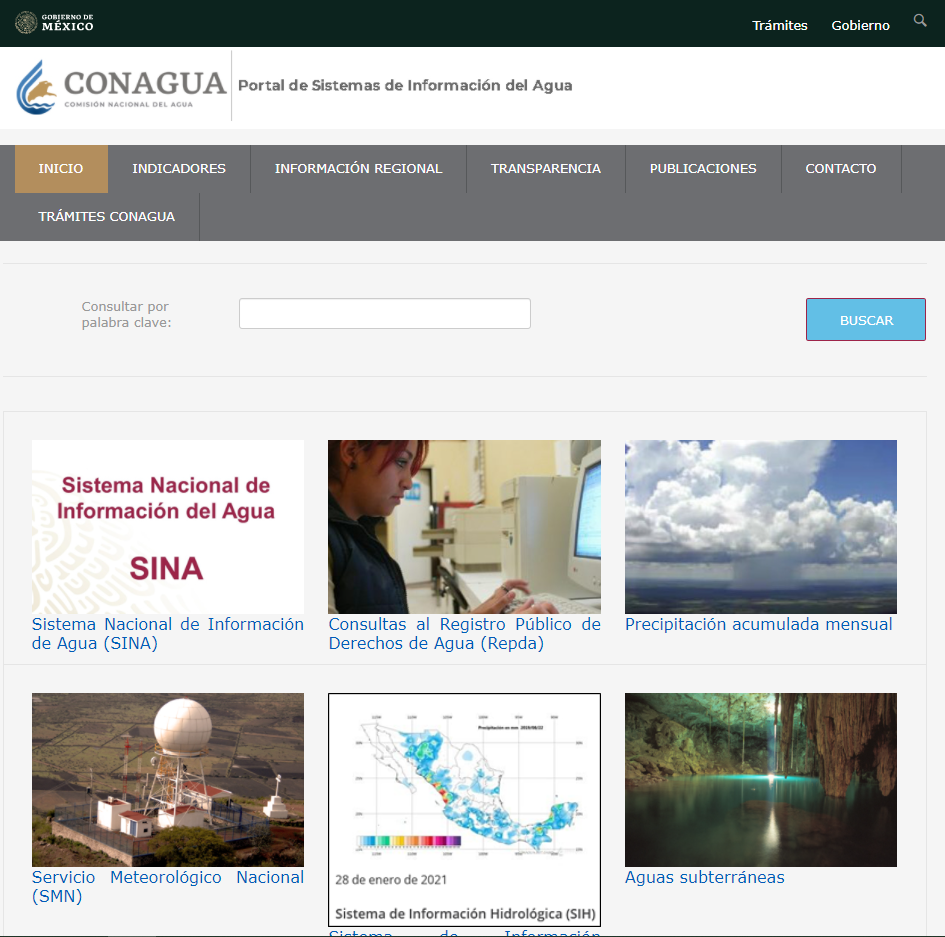 GOBIERNO DE
MÉXICO
Trámites
Gobierno
CONAGUA
COMISIÓN NACIONAL DEL AGUA
Portal de Sistemas de Información del Agua
INICIO
INDICADORES
INFORMACIÓN REGIONAL
TRANSPARENCIA
PUBLICACIONES
CONTACTO
TRÁMITES CONAGUA
Consultar por
palabra clave:
BUSCAR
Sistema Nacional de
Información del Agua
SINA
Sistema Nacional de Información
de Agua (SINA)
Consultas al Registro Público de
Derechos de Agua (Repda)
Precipitación acumulada mensual
28 de enero de 2021
Sistema de Información Hidrológica (SIH)
Servicio Meteorológico Nacional
(SMN)
Sistema de Información
Aguas subterráneas